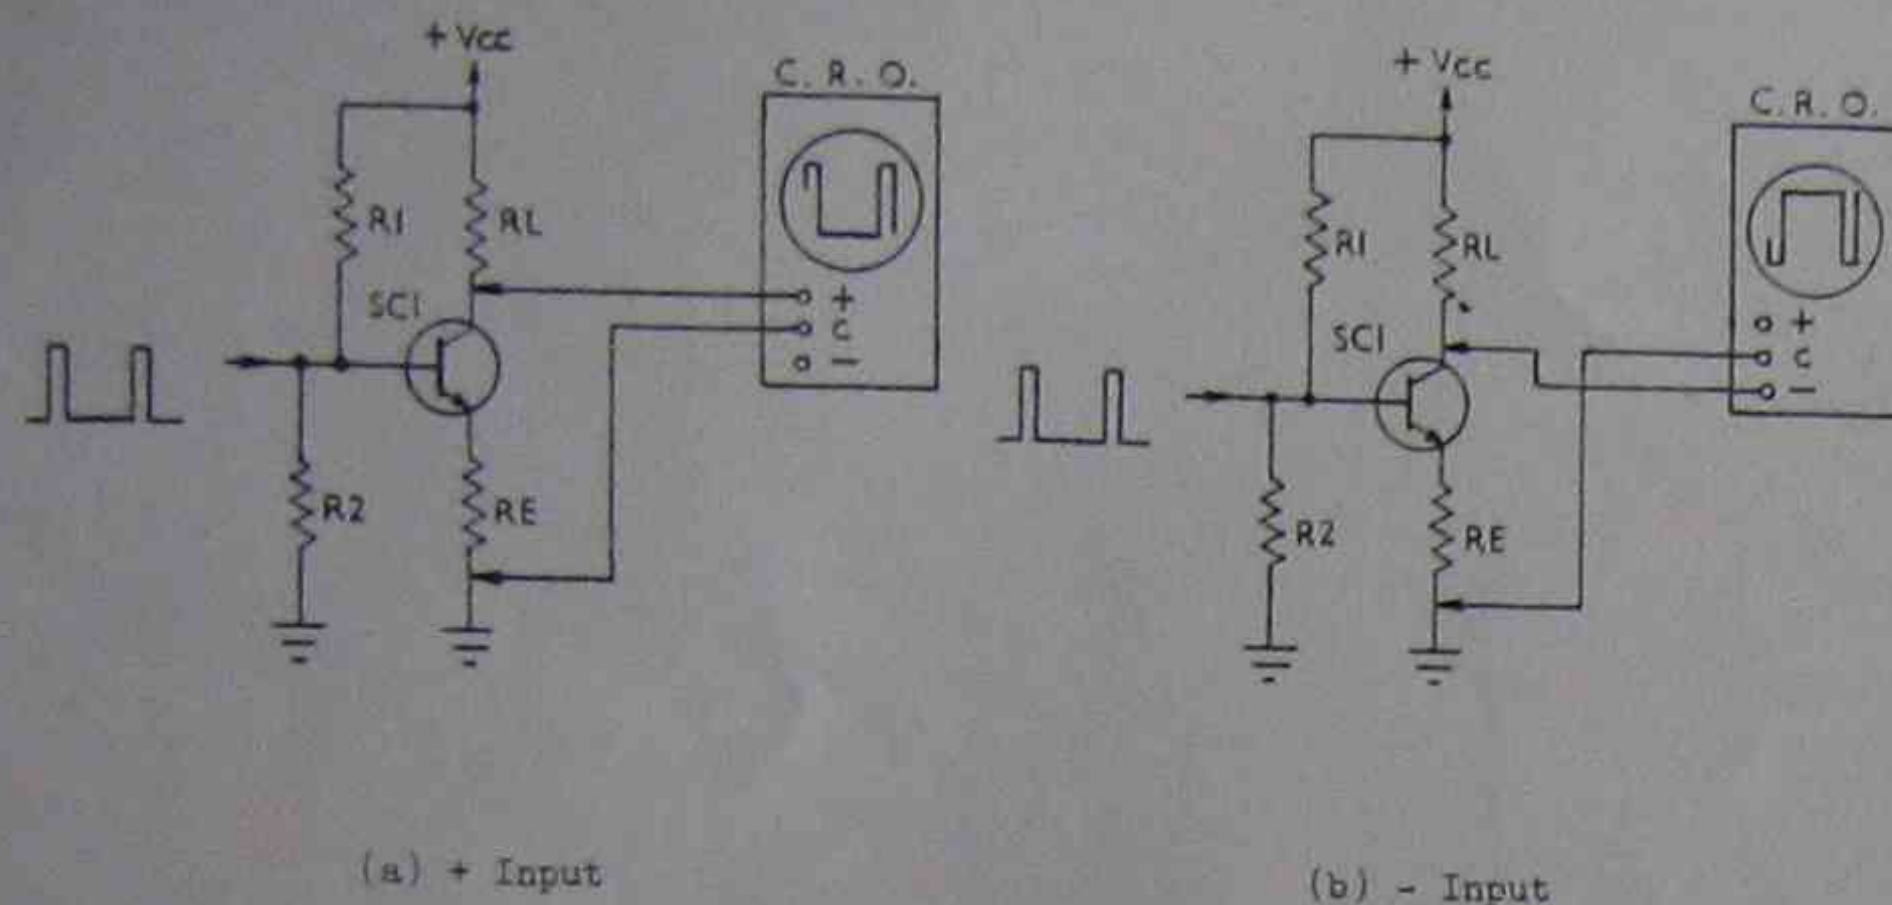 + Vcc
C. R. O.
R1
RL
SC1
+
C
-
R2
RE
(a) + Input
+ Vcc
C. R. O.
R1
RL
SC1
+
C
-
R2
RE
(b) - Input